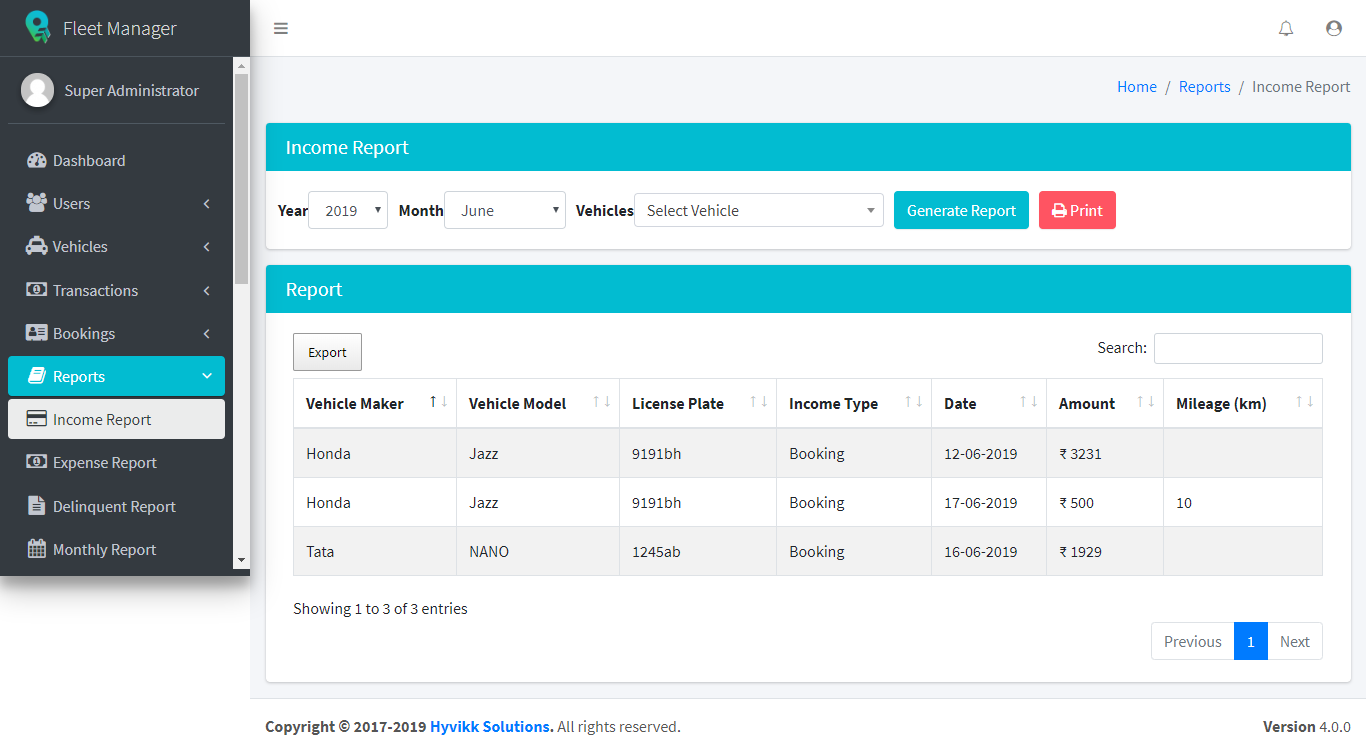 Fleet Manager
Super Administrator
Dashboard
Users
Vehicles
Transactions
Bookings
Reports
Income Report
Expense Report
Delinquent Report
Monthly Report
Home / Reports / Income Report
Income Report
Year 2019 Month June Vehicles Select Vehicle Generate Report Print
Report
Export Search:
Vehicle Maker Vehicle Model License Plate Income Type Date Amount Mileage (km)
Honda Jazz 9191bh Booking 12-06-2019 ₹ 3231
Honda Jazz 9191bh Booking 17-06-2019 ₹ 500 10
Tata NANO 1245ab Booking 16-06-2019 ₹ 1929
Showing 1 to 3 of 3 entries
Previous 1 Next
Copyright © 2017-2019 Hyvikk Solutions. All rights reserved. Version 4.0.0